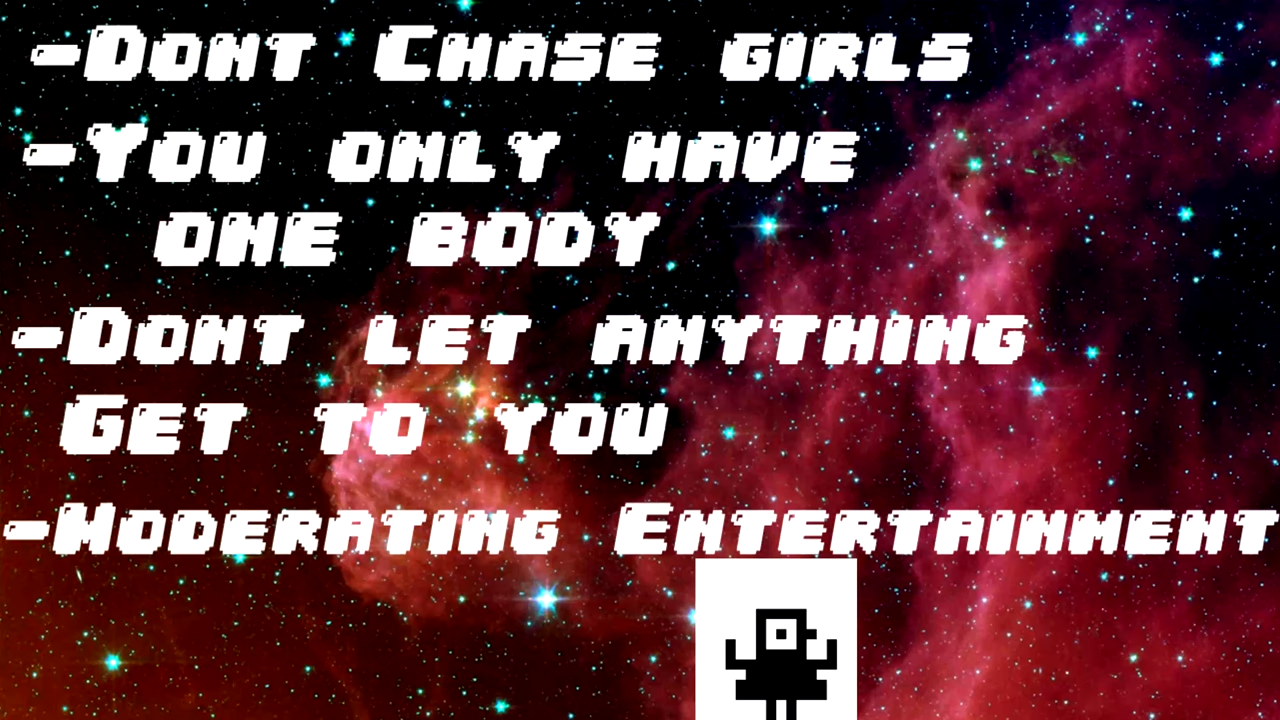 -Dont Chase girls
-You only have
one body
-Dont let anything
Get to you
-Moderating Entertainment